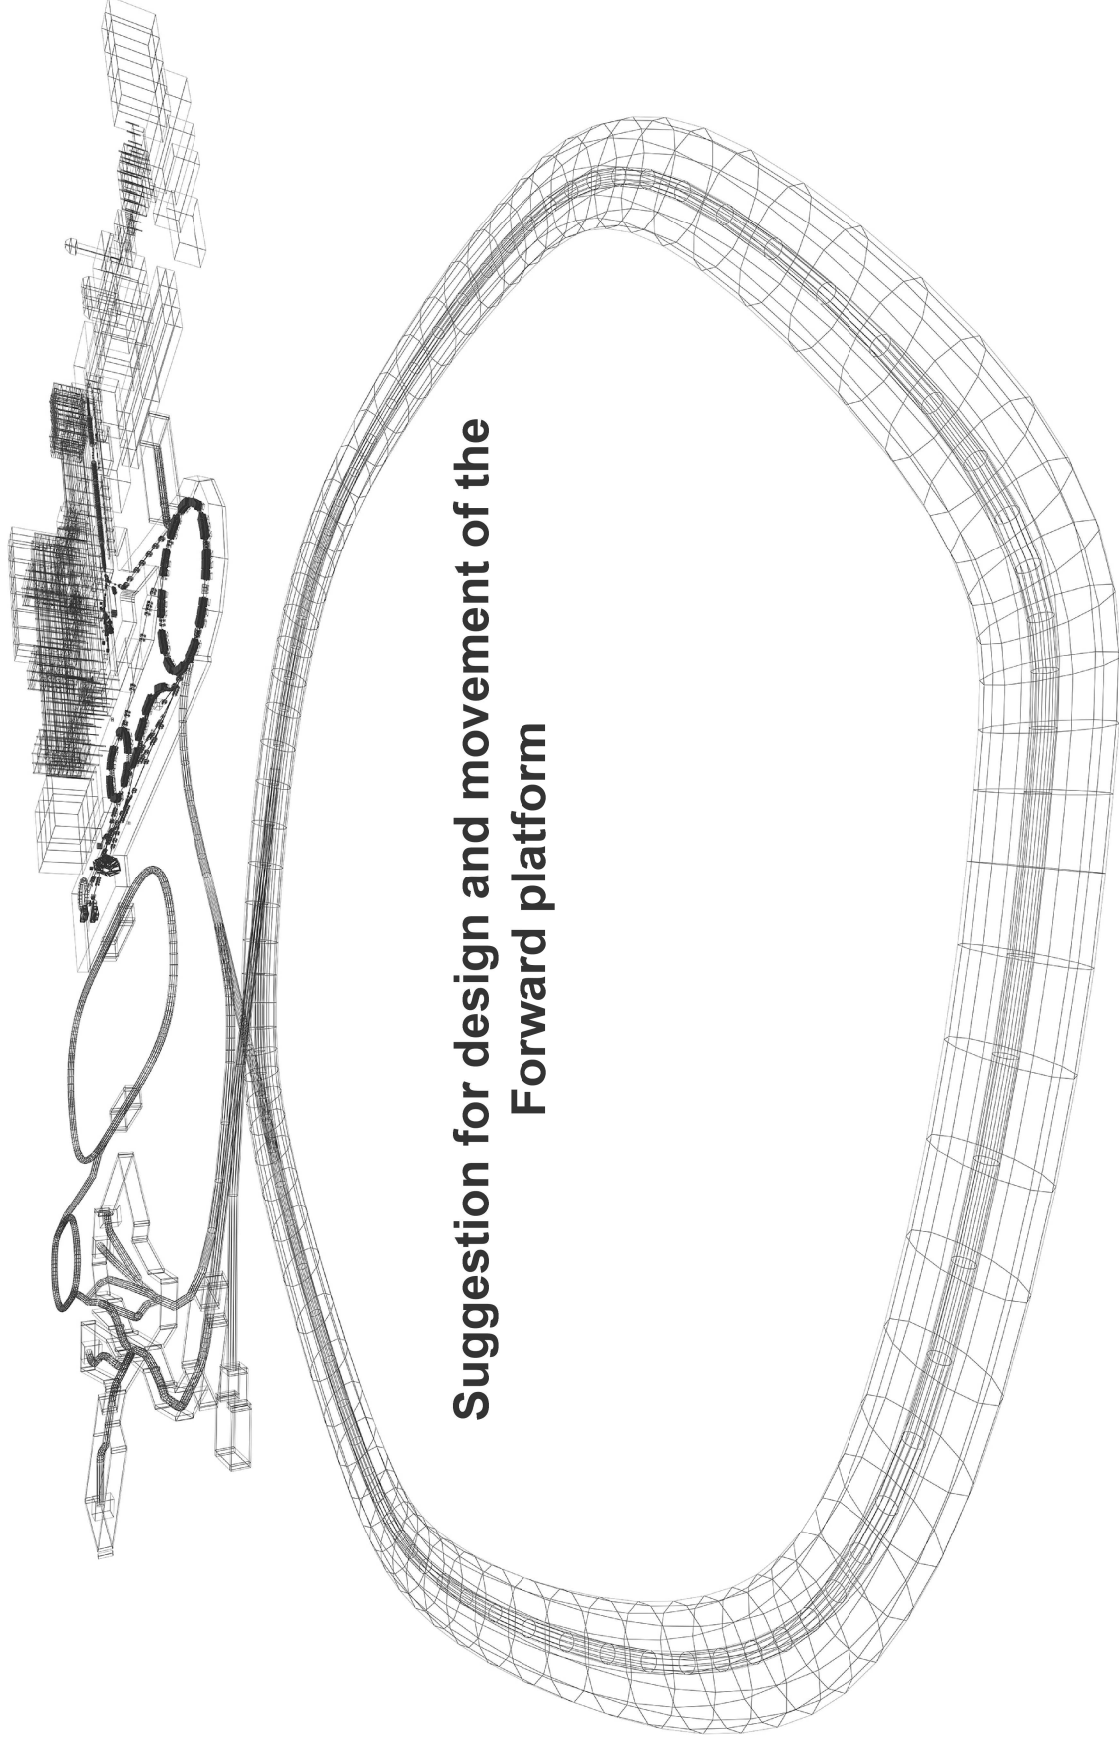 Suggestion for design and movement of the
Forward platform